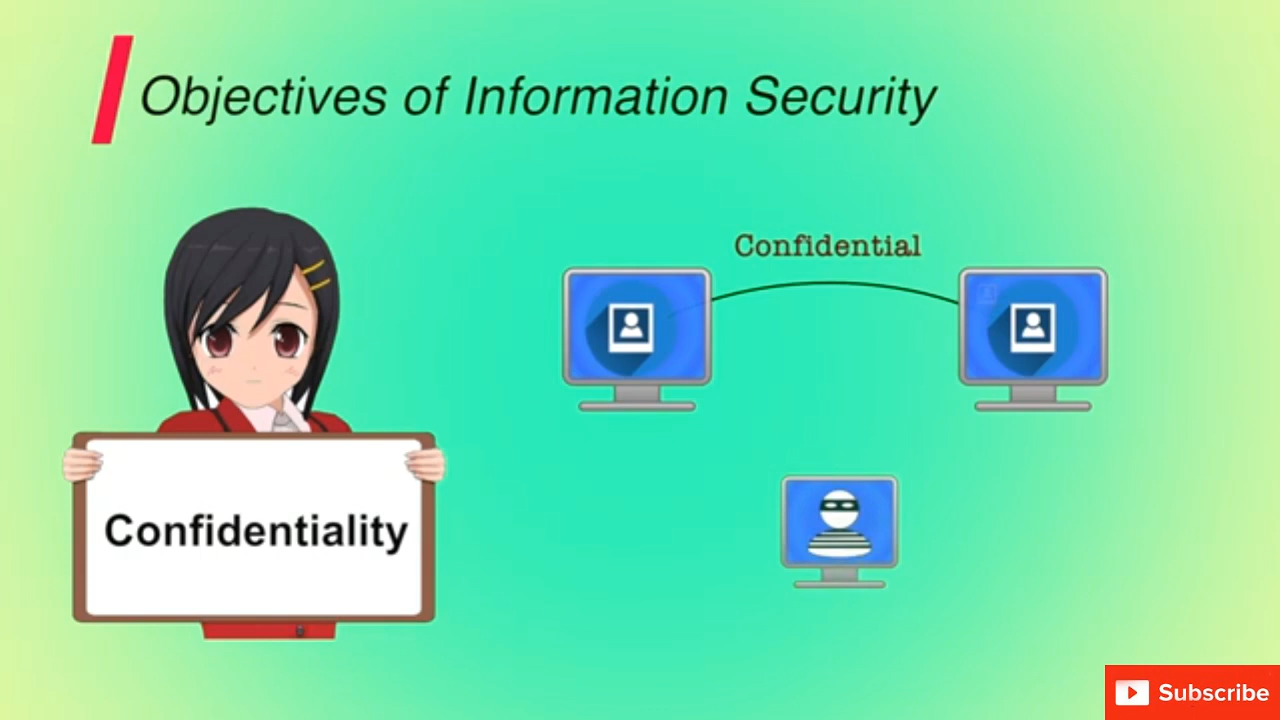 Objectives of Information Security
Confidential
Confidentiality
Subscribe